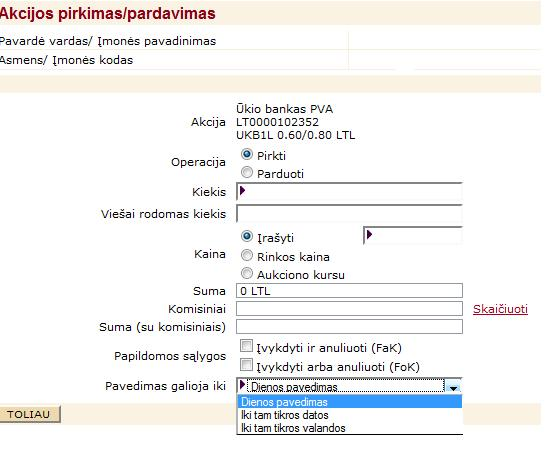 Akcijos pirkimas/pardavimas
Pavardė vardas/ Įmonės pavadinimas
Asmens/ Įmonės kodas
Akcija
Ūkio bankas PVA
LT0000102352
UKB1L 0.60/0.80 LTL
Operacija
Pirkti
Parduoti
Kiekis
Viešai rodomas kiekis
Kaina
Įrašyti
Rinkos kaina
Aukciono kursu
Suma 0 LTL
Komisiniai Skaičiuoti
Suma (su komisiniais)
Papildomos sąlygos
Įvykdyti ir anuliuoti (FaK)
Įvykdyti arba anuliuoti (FoK)
Pavedimas galioja iki Dienos pavedimas
Dienos pavedimas
Iki tam tikros datos
Iki tam tikros valandos
TOLIAU